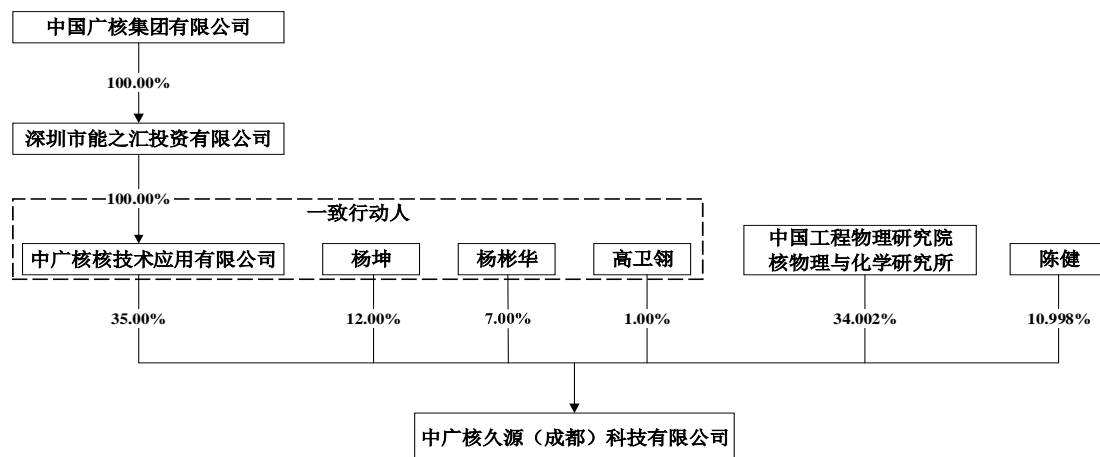 中国广核集团有限公司
100.00%
深圳市能之汇投资有限公司
100.00%
一致行动人
中广核核技术应用有限公司
杨坤
杨彬华
高卫翎
中国工程物理研究院
核物理与化学研究所
陈健
35.00%
12.00%
7.00%
1.00%
34.002%
10.998%
中广核久源（成都）科技有限公司